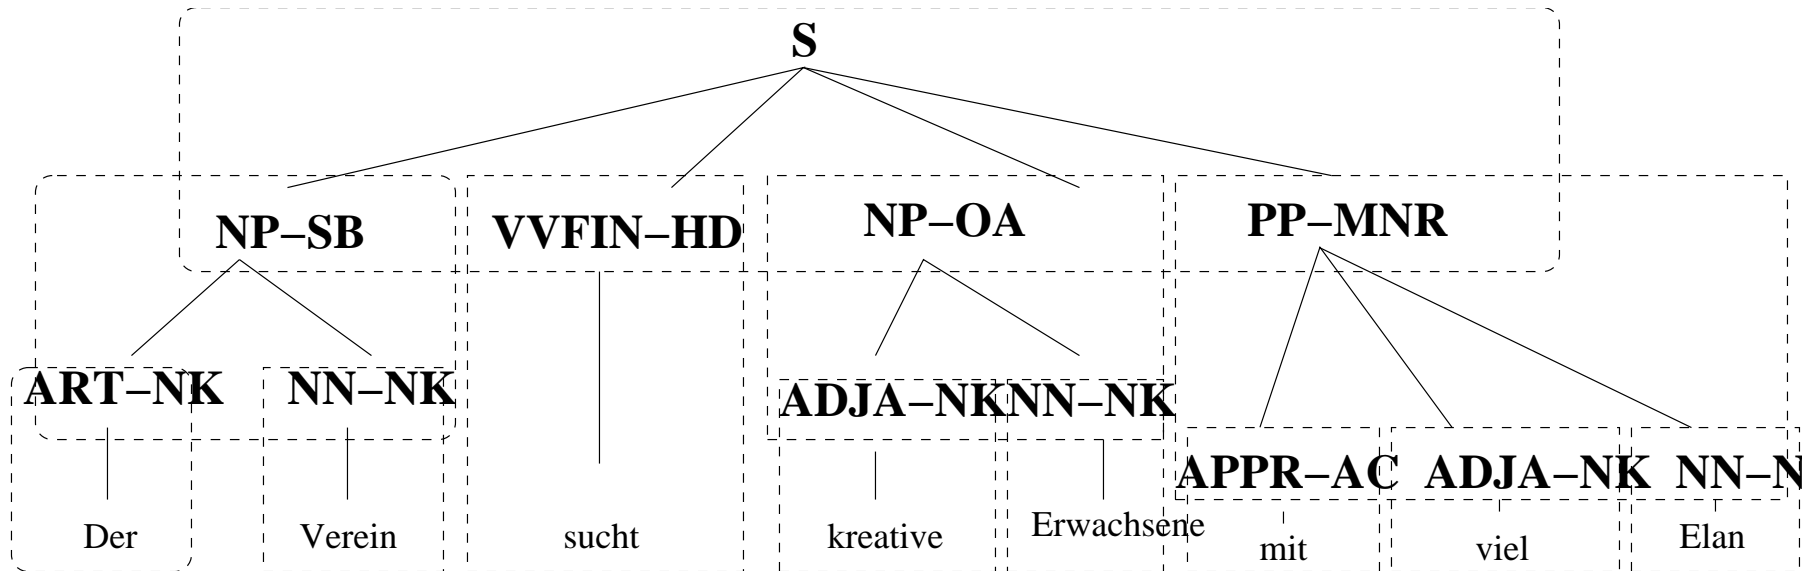 S
NP–SB VVFIN–HD NP–OA PP–MNR
ART–NK NN–NK ADJA–NK NN–NK
APPR–AC ADJA–NK NN–N
Der Verein sucht kreative Erwachsene mit viel Elan